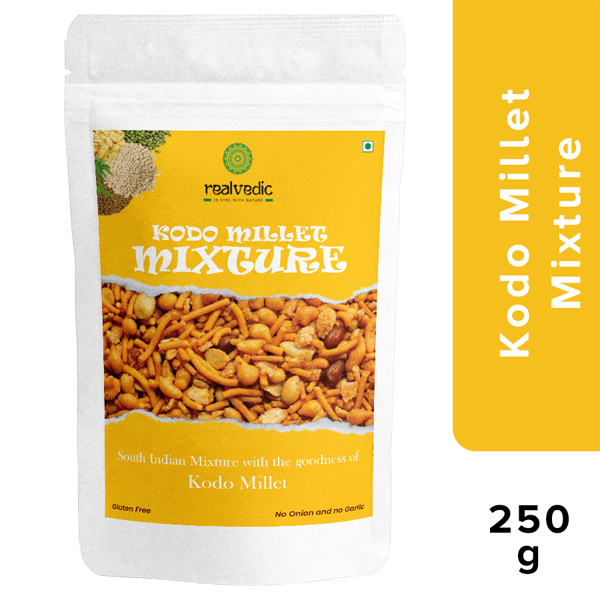 realvedic
IN SYNC WITH NATURE
KODO MILLET
MIXTURE
South Indian Mixture with the goodness of
Kodo Millet
Gluten Free
No Onion and no Garlic
Kodo Millet
Mixture
250
g